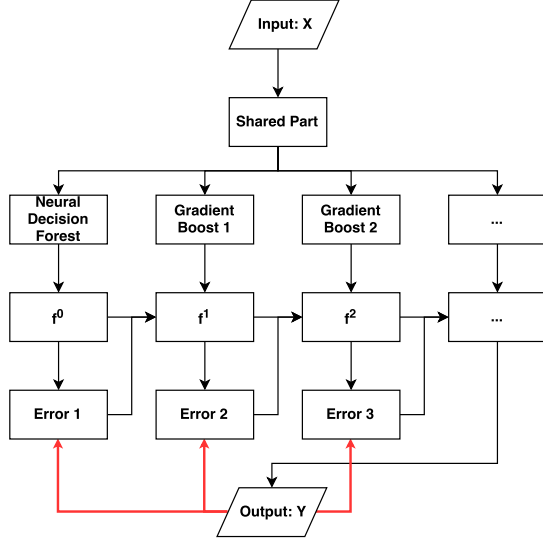 Input: X
Shared Part
Neural
Decision
Forest
Gradient
Boost 1
Gradient
Boost 2
...
f⁰
f¹
f²
...
Error 1
Error 2
Error 3
Output: Y